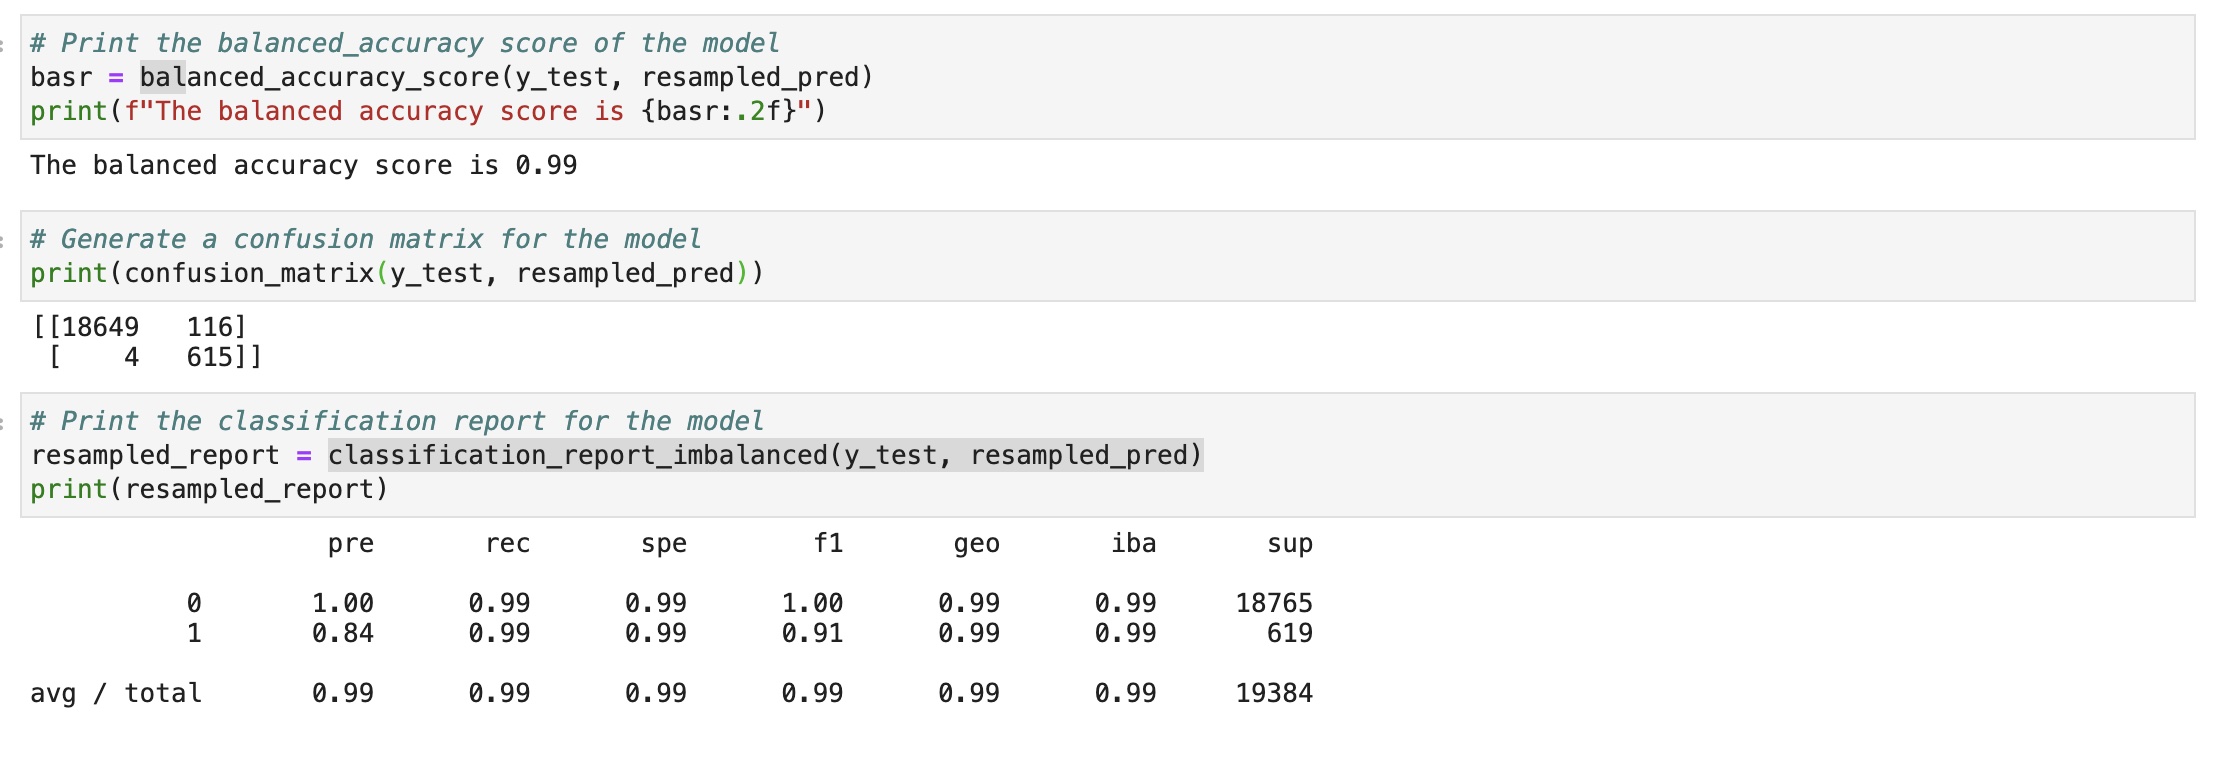 # Print the balanced_accuracy score of the model
basr = balanced_accuracy_score(y_test, resampled_pred)
print(f"The balanced accuracy score is {basr:.2f}")
The balanced accuracy score is 0.99
# Generate a confusion matrix for the model
print(confusion_matrix(y_test, resampled_pred))
[[18649   116]
 [    4   615]]
# Print the classification report for the model
resampled_report = classification_report_imbalanced(y_test, resampled_pred)
print(resampled_report)
pre rec spe f1 geo iba sup
0 1.00 0.99 0.99 1.00 0.99 0.99 18765
1 0.84 0.99 0.99 0.91 0.99 0.99 619
avg / total 0.99 0.99 0.99 0.99 0.99 0.99 19384